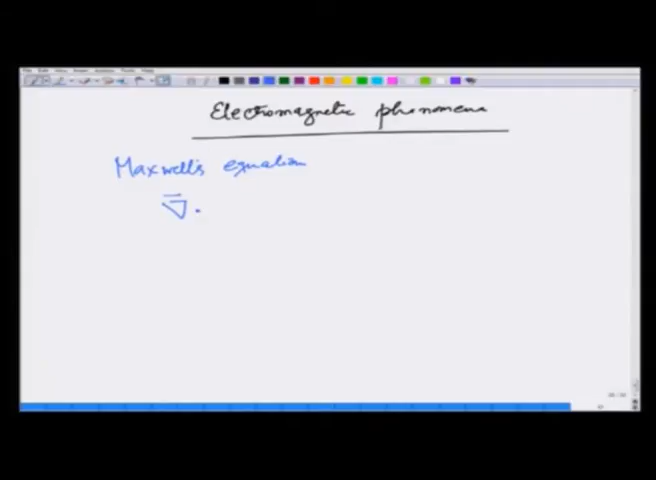 Electromagnetic phenomena
Maxwell's equation
∇̅ ·